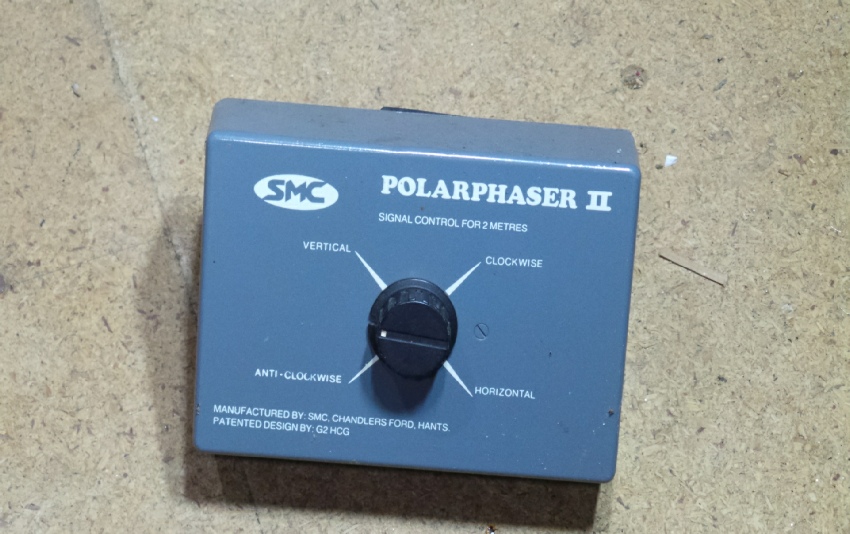 SMC
POLARPHASER II
SIGNAL CONTROL FOR 2 METRES
VERTICAL
CLOCKWISE
ANTI-CLOCKWISE
HORIZONTAL
MANUFACTURED BY: SMC, CHANDLERS FORD, HANTS.
PATENTED DESIGN BY: G2 HCG